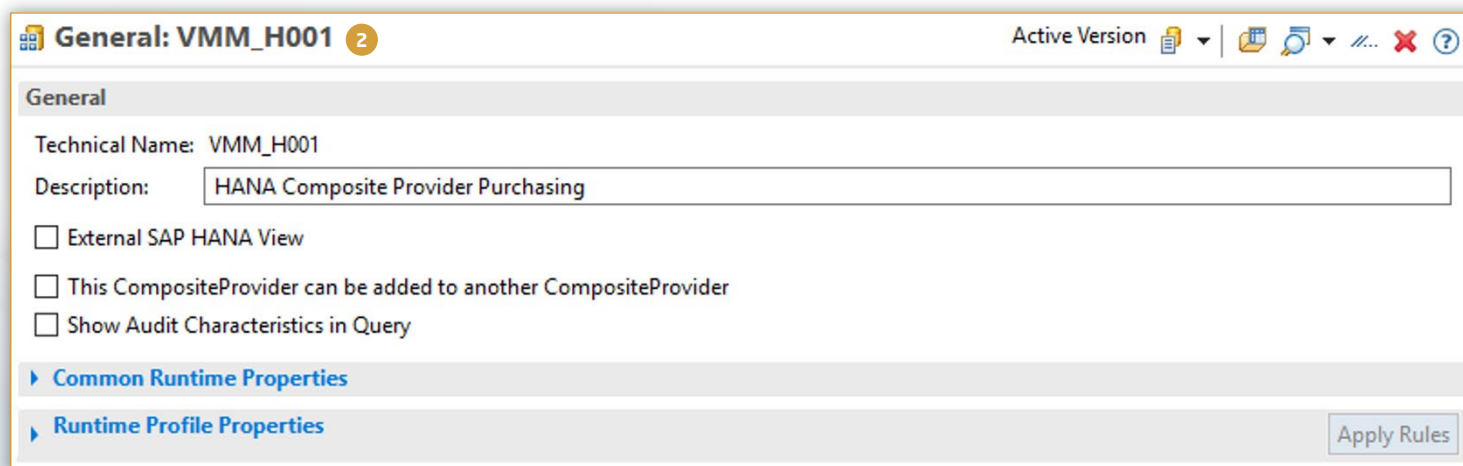 General: VMM_H001 2
Active Version //... ?
General
Technical Name: VMM_H001
Description: HANA Composite Provider Purchasing
External SAP HANA View
This CompositeProvider can be added to another CompositeProvider
Show Audit Characteristics in Query
Common Runtime Properties
Runtime Profile Properties
Apply Rules